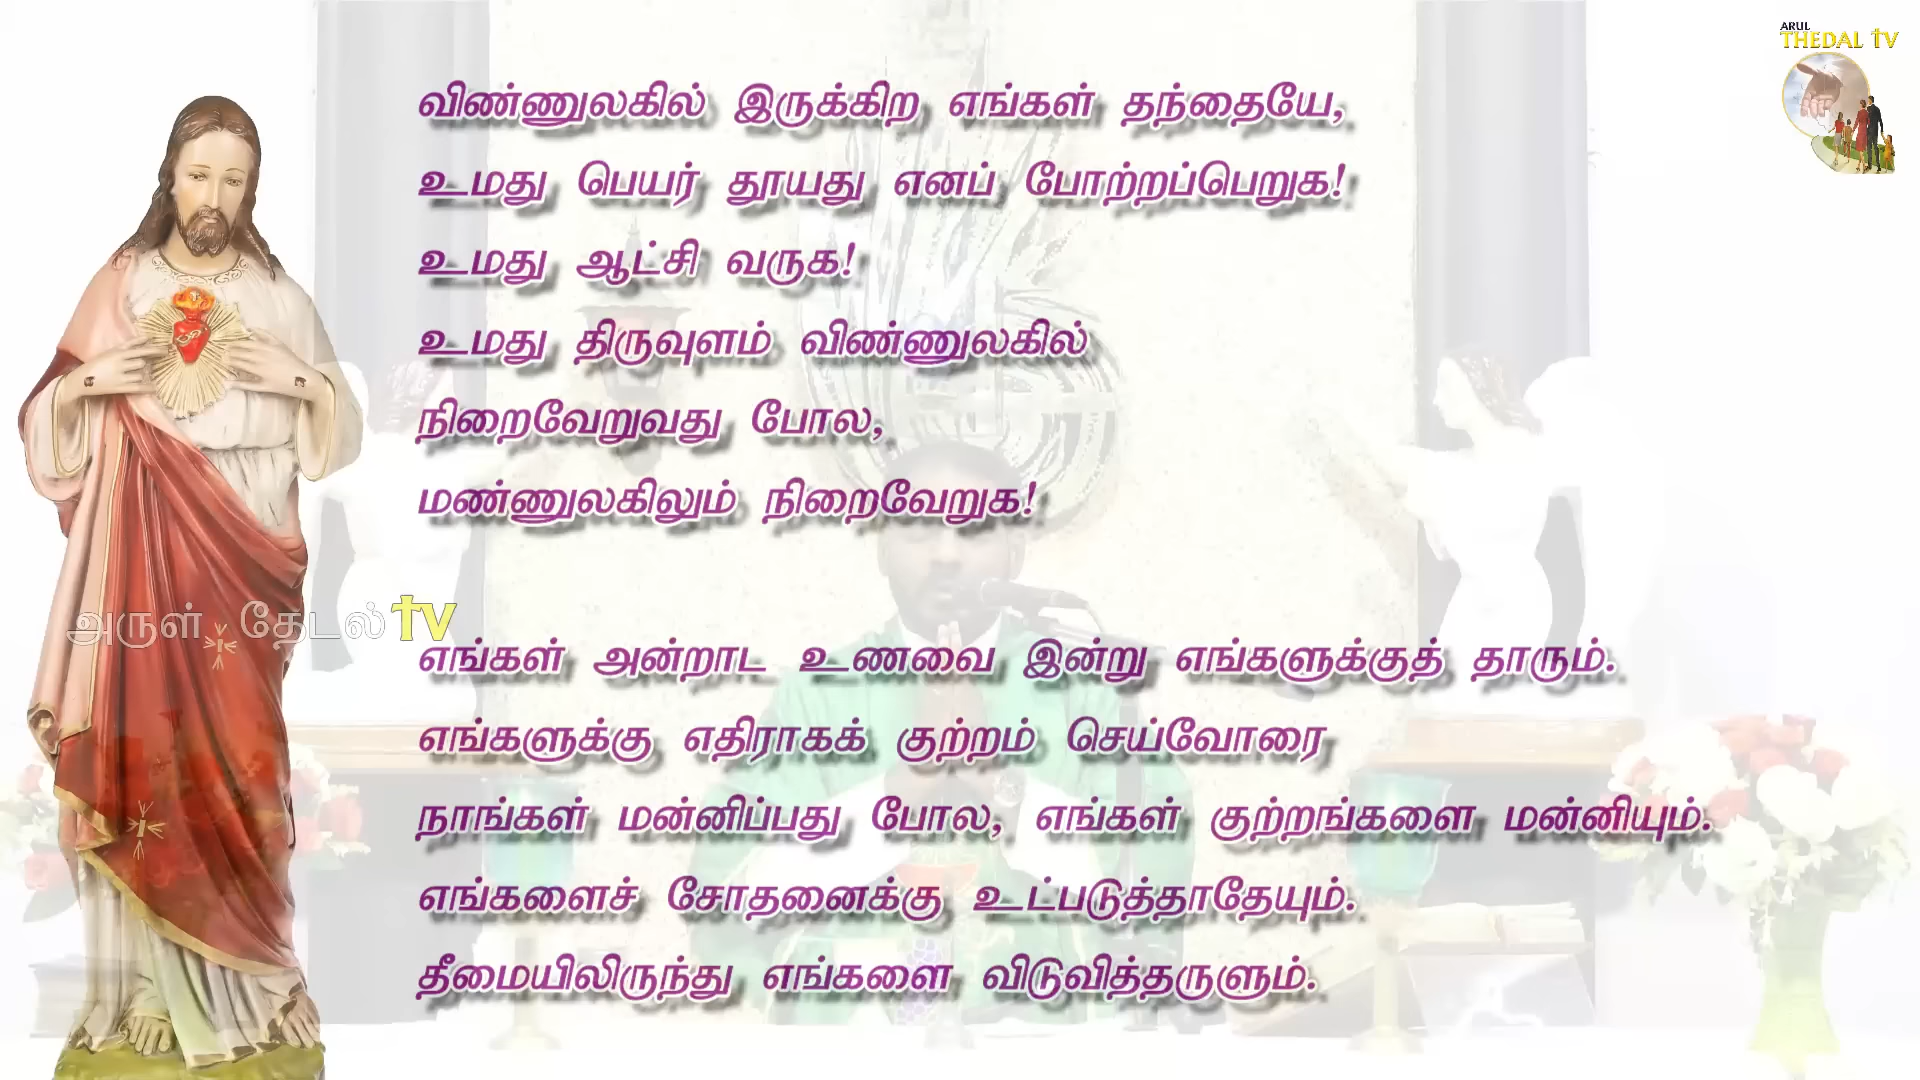 ARUL
THEDAL TV
விண்ணுலகில் இருக்கிற எங்கள் தந்தையே,
உமது பெயர் தூயது எனப் போற்றப்பெறுக!
உமது ஆட்சி வருக!
உமது திருவுளம் விண்ணுலகில்
நிறைவேறுவது போல,
மண்ணுலகிலும் நிறைவேறுக!
அருள் தேடல் TV
எங்கள் அன்றாட உணவை இன்று எங்களுக்குத் தாரும்.
எங்களுக்கு எதிராகக் குற்றம் செய்வோரை
நாங்கள் மன்னிப்பது போல, எங்கள் குற்றங்களை மன்னியும்.
எங்களைச் சோதனைக்கு உட்படுத்தாதேயும்.
தீமையிலிருந்து எங்களை விடுவித்தருளும்.